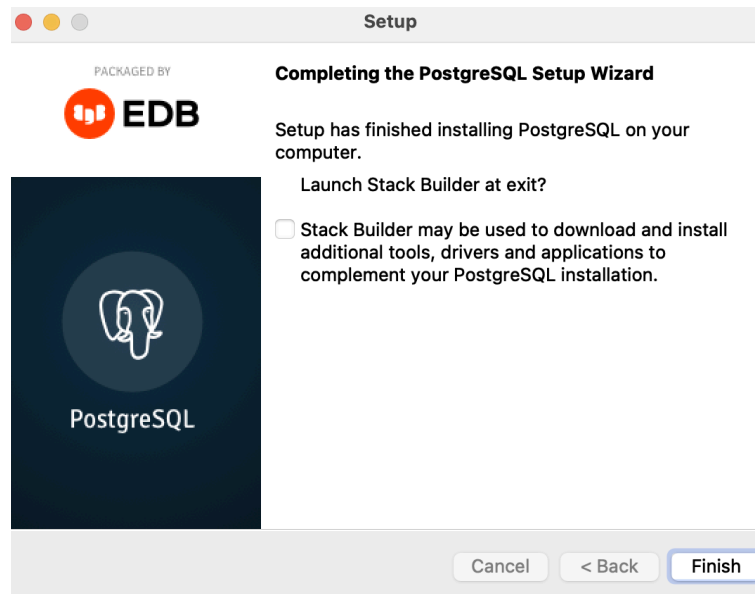 Setup
PACKAGED BY
EDB
PostgreSQL
Completing the PostgreSQL Setup Wizard
Setup has finished installing PostgreSQL on your
computer.
Launch Stack Builder at exit?
Stack Builder may be used to download and install
additional tools, drivers and applications to
complement your PostgreSQL installation.
Cancel
< Back
Finish